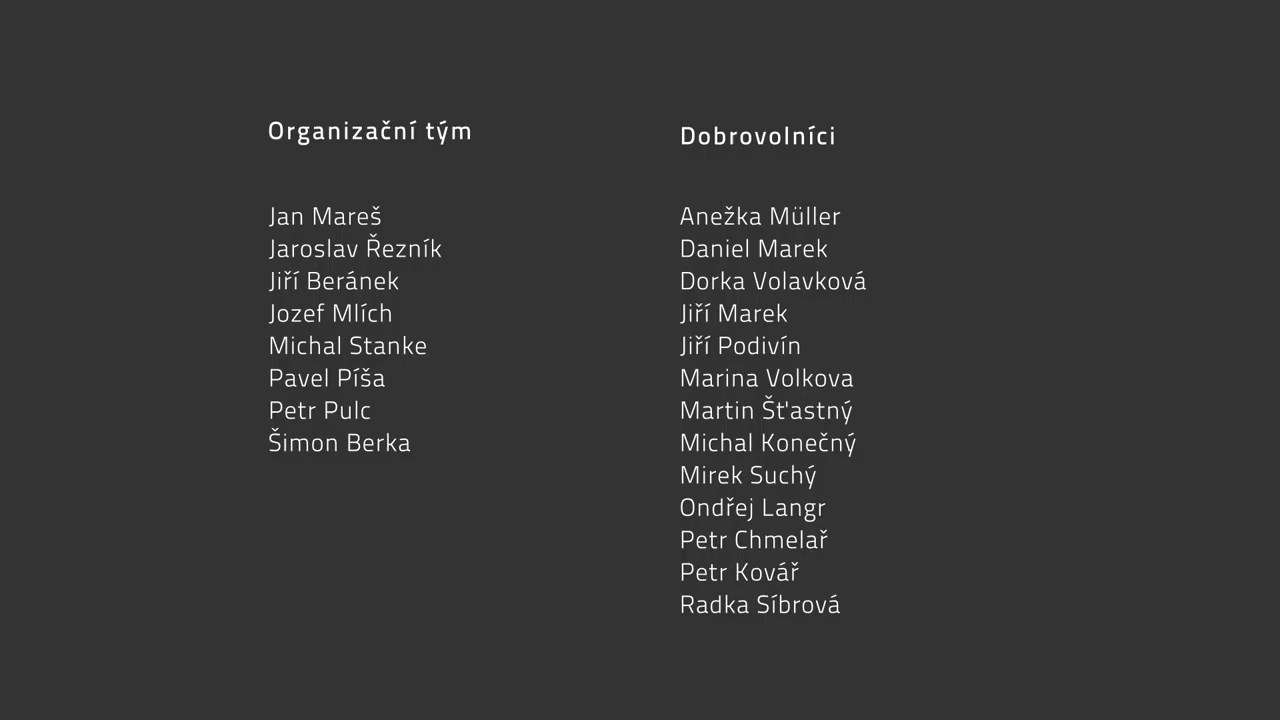 Organizační tým
Jan Mareš
Jaroslav Řezník
Jiří Beránek
Jozef Mlích
Michal Stanke
Pavel Píša
Petr Pulc
Šimon Berka
Dobrovolníci
Anežka Müller
Daniel Marek
Dorka Volavková
Jiří Marek
Jiří Podivín
Marina Volkova
Martin Št'astný
Michal Konečný
Mirek Suchý
Ondřej Langr
Petr Chmelař
Petr Kovář
Radka Síbrová